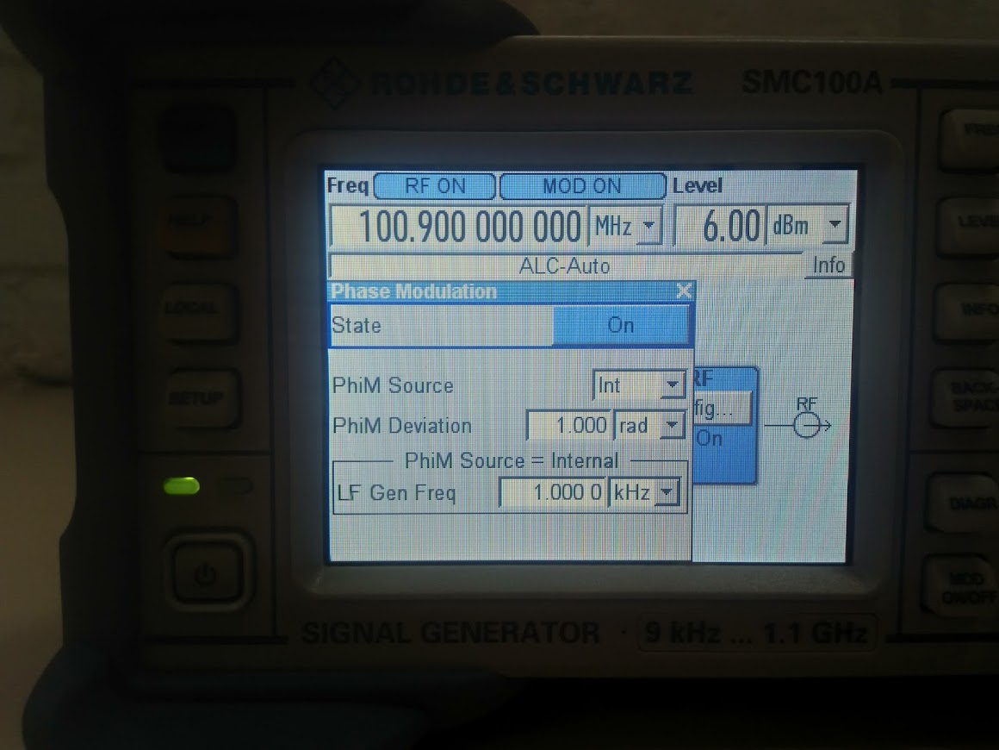 ROHDE & SCHWARZ SMC100A
HELP
LOCAL
SETUP
Freq RF ON MOD ON Level
100.900 000 000 MHz 6.00 dBm
ALC-Auto Info
Phase Modulation
State On
PhiM Source Int
PhiM Deviation 1.000 rad
PhiM Source = Internal
LF Gen Freq 1.000 0 kHz
RF
fig...
On
RF
FRE
LEVE
INFO
BACK
SPAC
DIAGR
MOD
ON/OFF
SIGNAL GENERATOR · 9 kHz ... 1.1 GHz